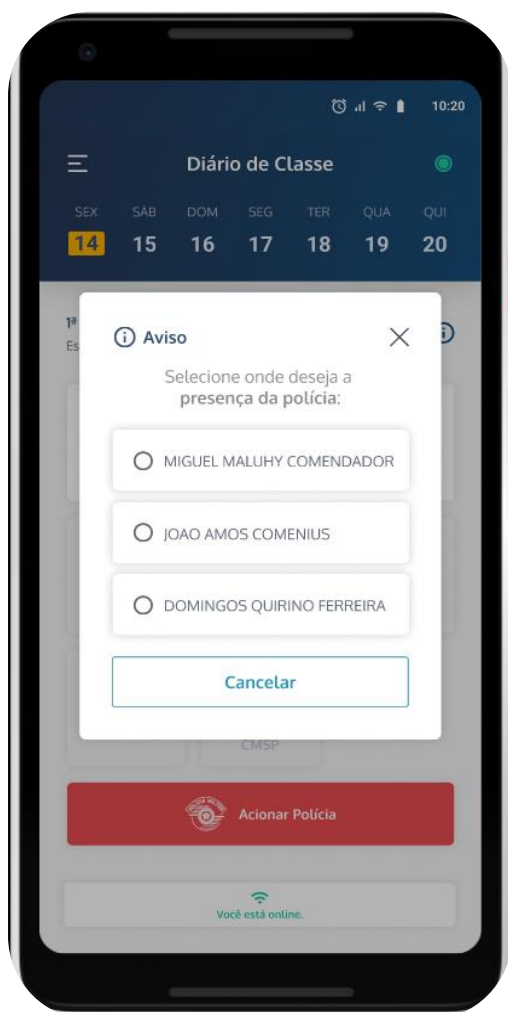 10:20
Diário de Classe
SEX SÁB DOM SEG TER QUA QUI
14 15 16 17 18 19 20
1ª
Es
Aviso
Selecione onde deseja a
presença da polícia:
MIGUEL MALUHY COMENDADOR
JOAO AMOS COMENIUS
DOMINGOS QUIRINO FERREIRA
Cancelar
CMSP
Acionar Polícia
Você está online.